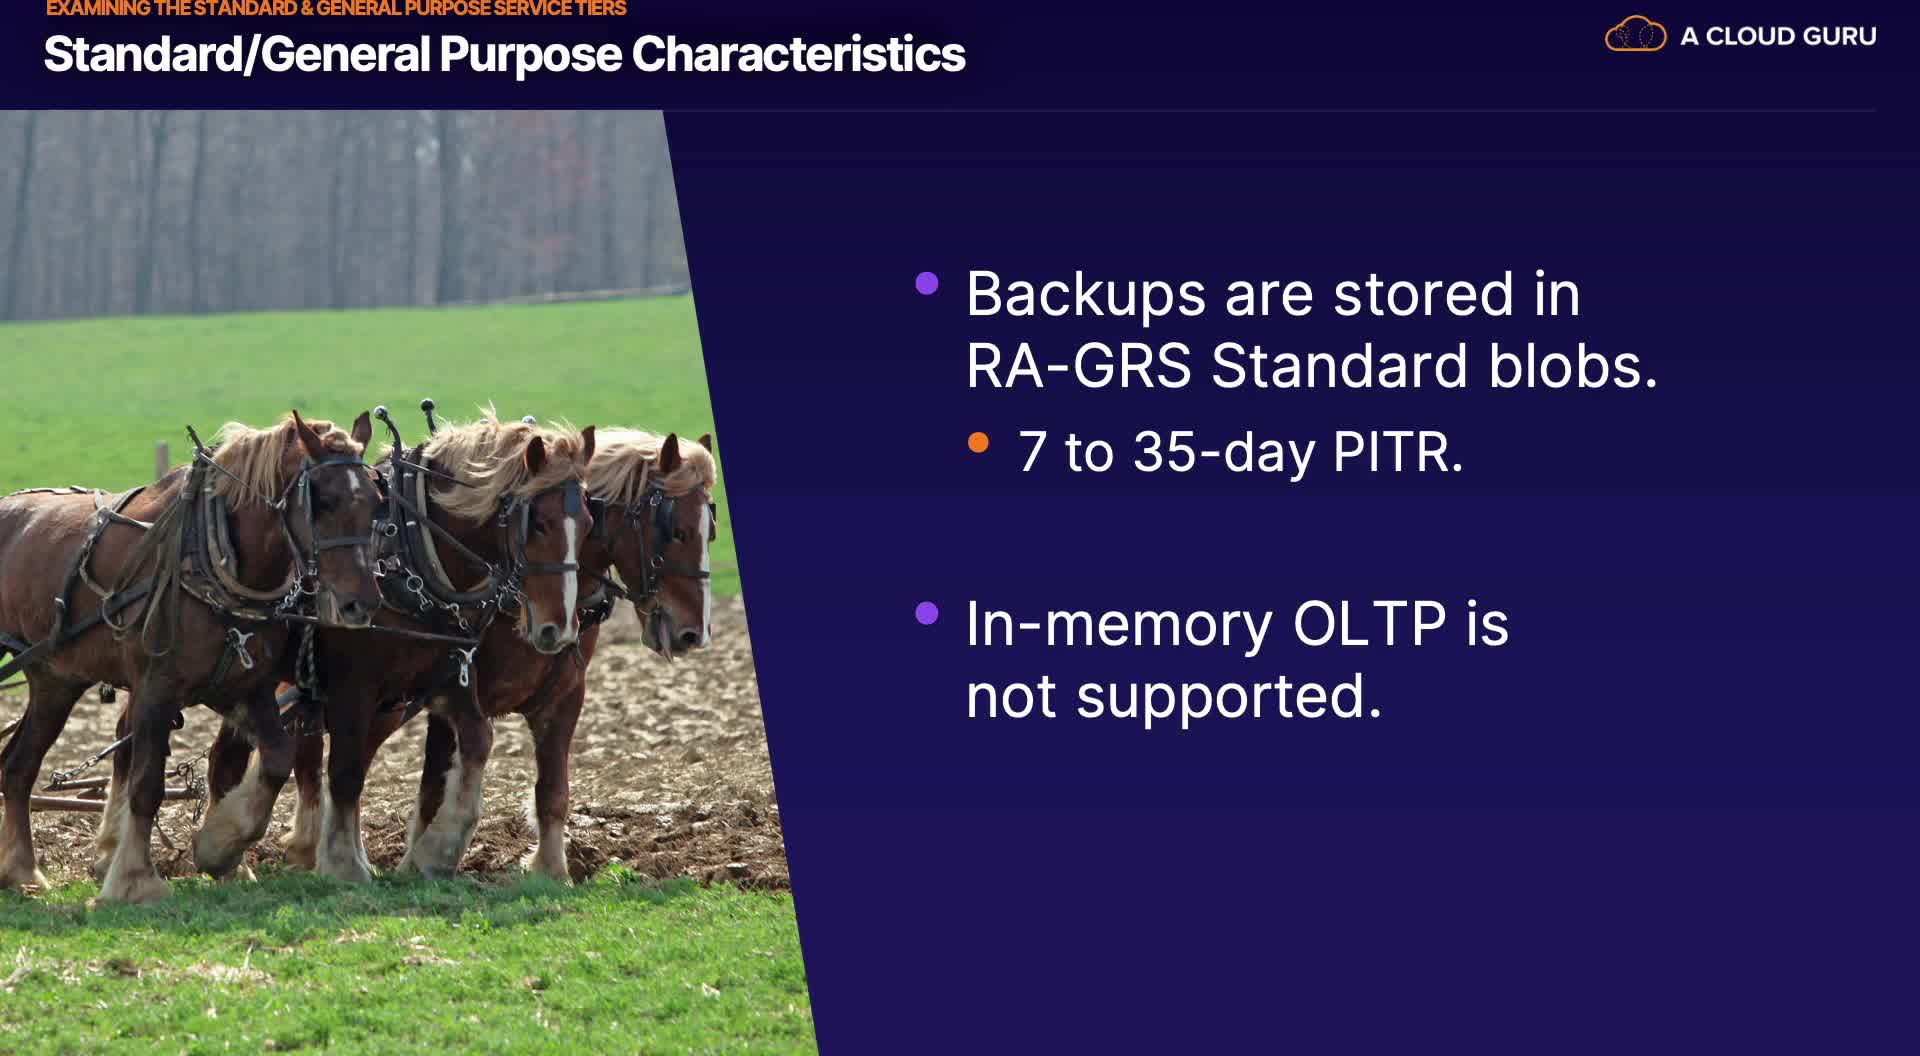 EXAMINING THE STANDARD & GENERAL PURPOSE SERVICE TIERS
Standard/General Purpose Characteristics
A CLOUD GURU
Backups are stored in
RA-GRS Standard blobs.
7 to 35-day PITR.
In-memory OLTP is
not supported.